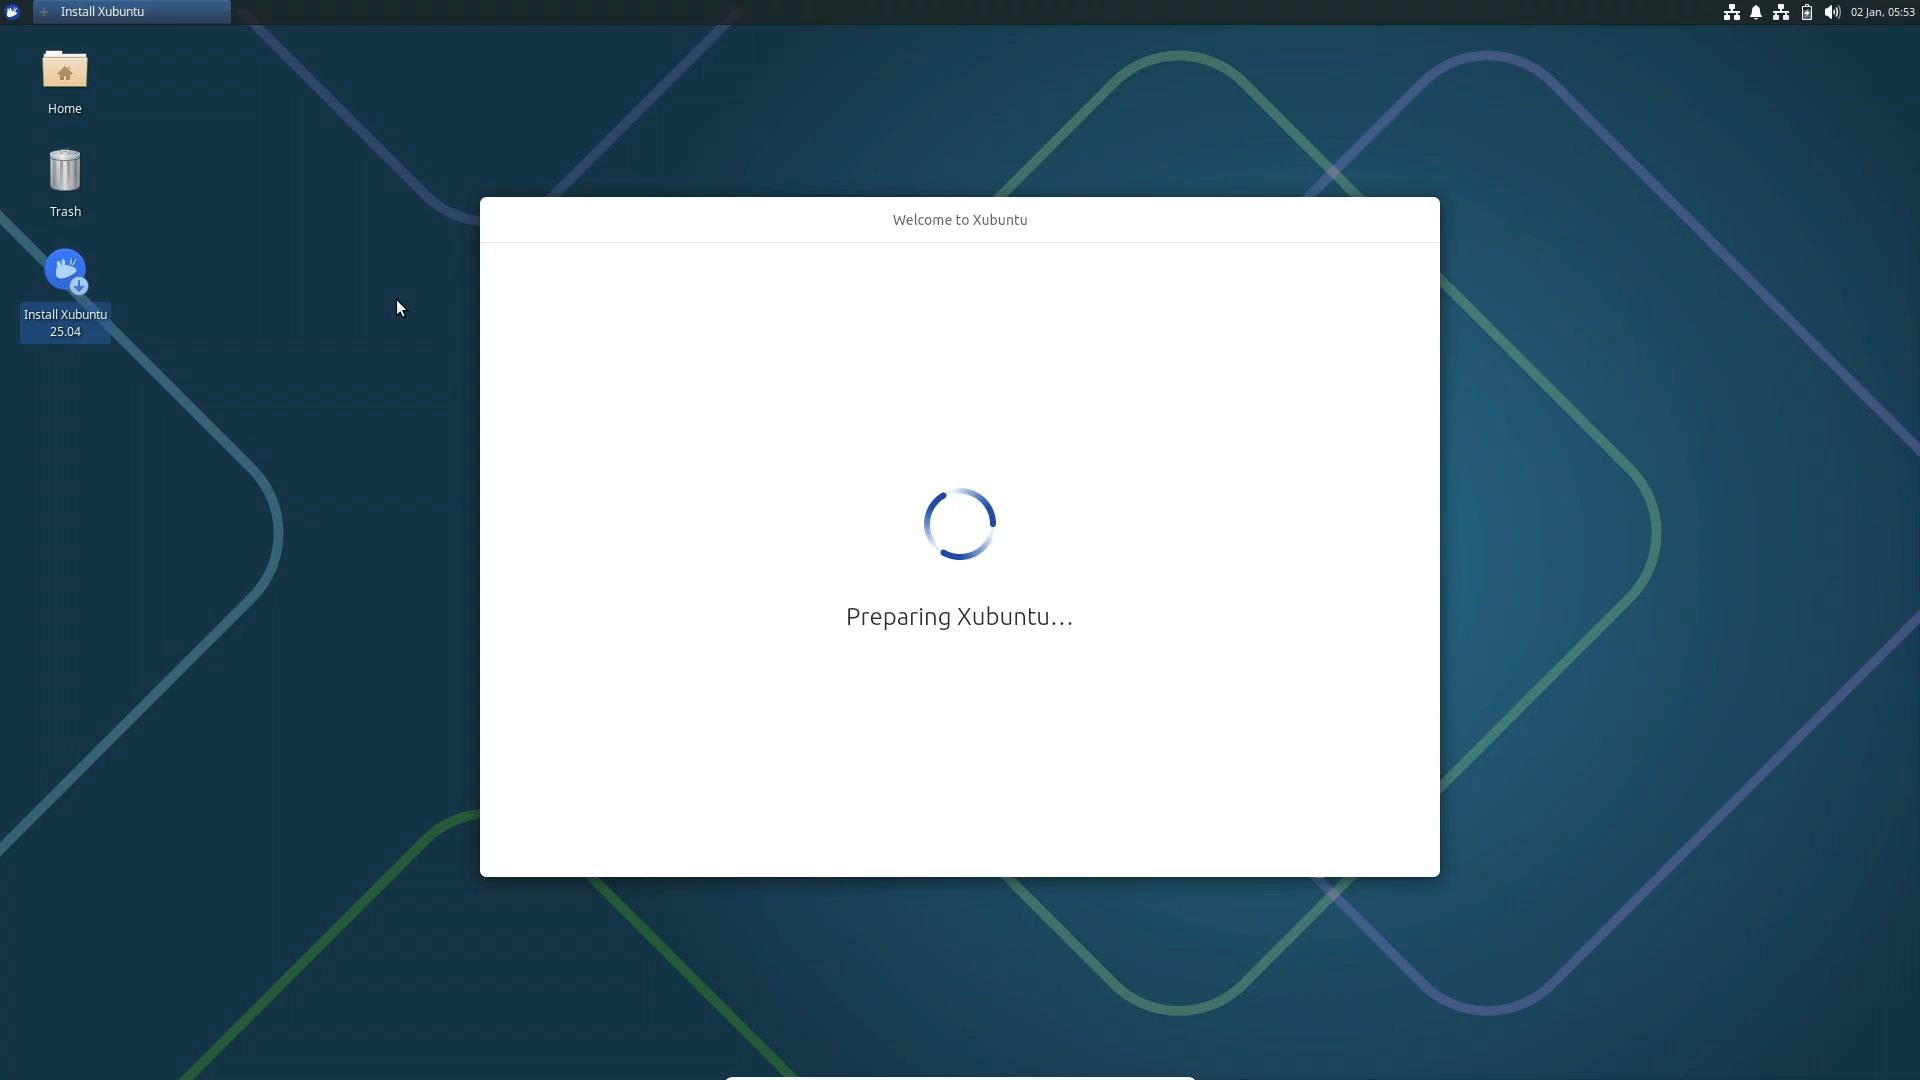 Install Xubuntu
02 Jan, 05:53
Home
Trash
Install Xubuntu
25.04
Welcome to Xubuntu
Preparing Xubuntu...